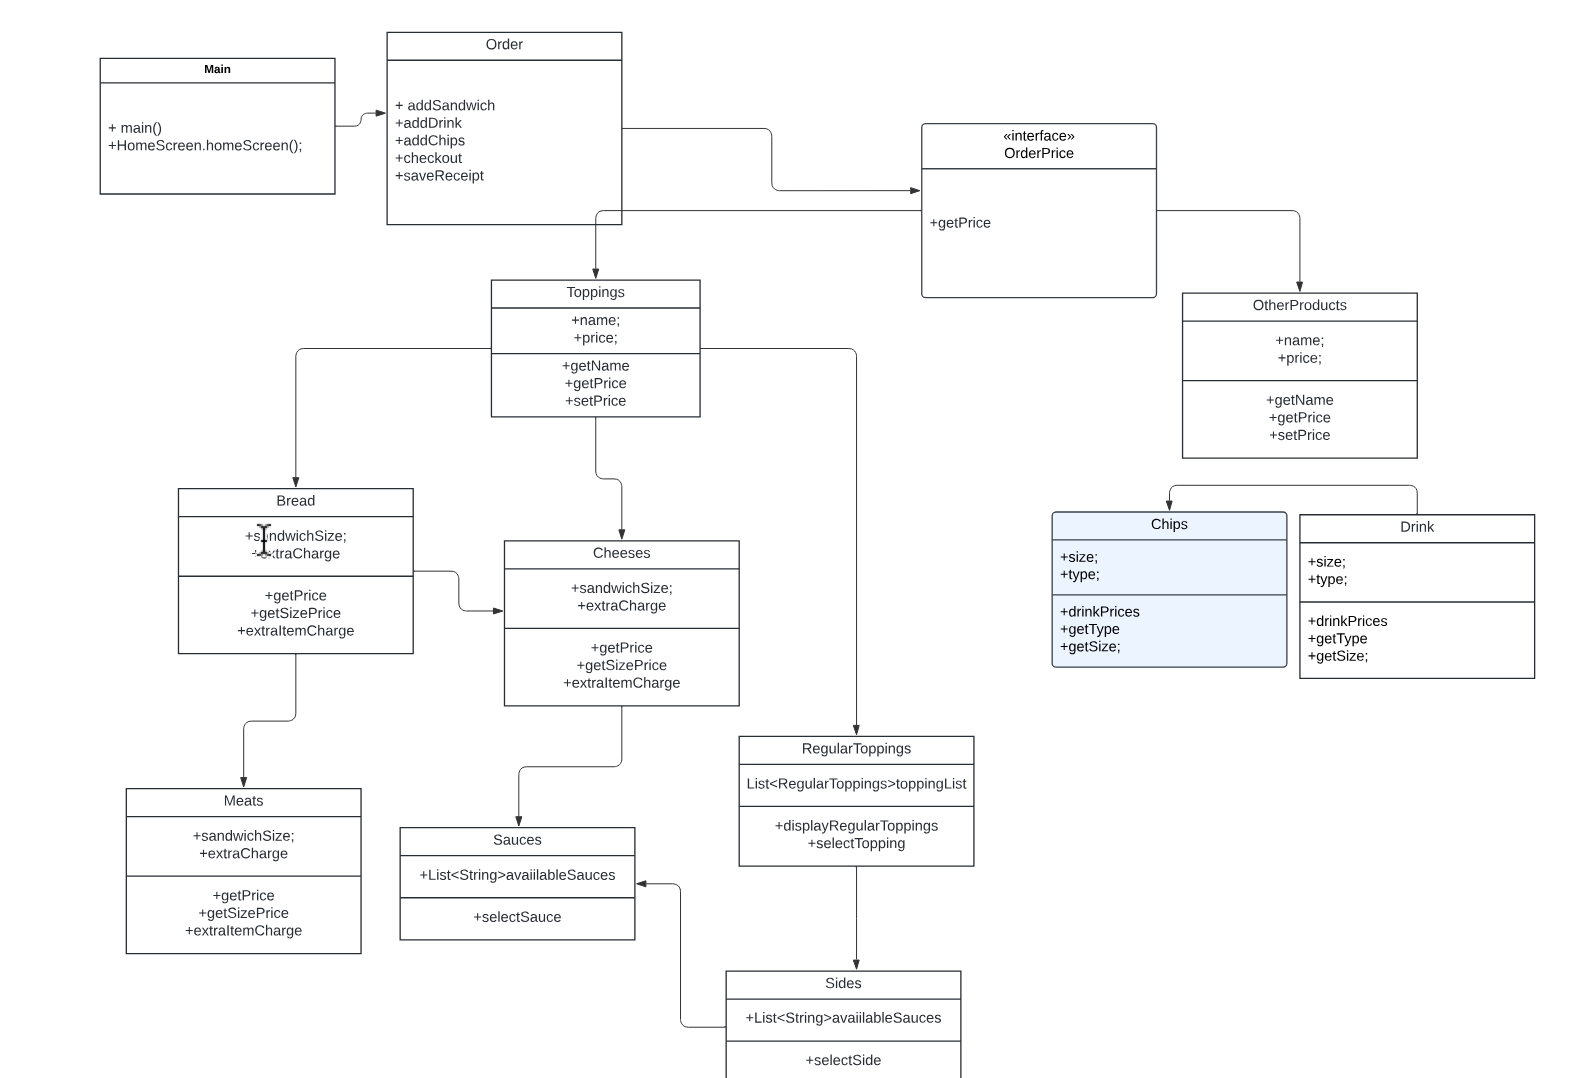 Main
+ main()
+HomeScreen.homeScreen();
Order
+ addSandwich
+addDrink
+addChips
+checkout
+saveReceipt
«interface»
OrderPrice
+getPrice
Toppings
+name;
+price;
+getName
+getPrice
+setPrice
OtherProducts
+name;
+price;
+getName
+getPrice
+setPrice
Bread
+sandwichSize;
+extraCharge
+getPrice
+getSizePrice
+extraItemCharge
Cheeses
+sandwichSize;
+extraCharge
+getPrice
+getSizePrice
+extraItemCharge
Chips
+size;
+type;
+drinkPrices
+getType
+getSize;
Drink
+size;
+type;
+drinkPrices
+getType
+getSize;
RegularToppings
List<RegularToppings>toppingList
+displayRegularToppings
+selectTopping
Meats
+sandwichSize;
+extraCharge
+getPrice
+getSizePrice
+extraItemCharge
Sauces
+List<String>avaiilableSauces
+selectSauce
Sides
+List<String>avaiilableSauces
+selectSide